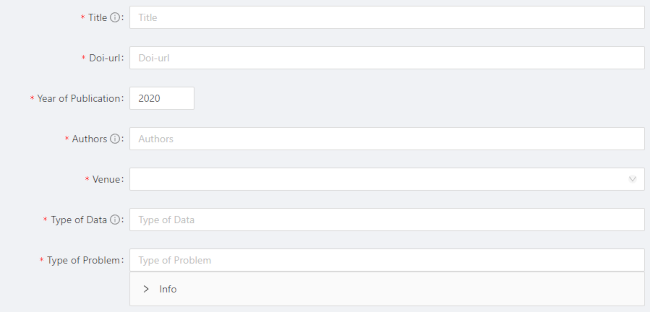 * Title ⓘ: Title
* Doi-url: Doi-url
* Year of Publication: 2020
* Authors ⓘ: Authors
* Venue:
* Type of Data ⓘ: Type of Data
* Type of Problem: Type of Problem
> Info